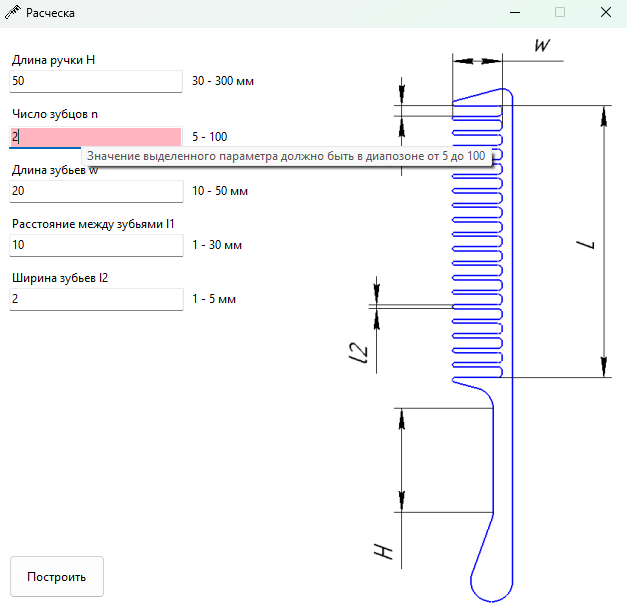 Расческа
Длина ручки H
50
30 - 300 мм
Число зубцов n
2
5 - 100
Значение выделенного параметра должно быть в диапозоне от 5 до 100
Длина зубьев w
20
10 - 50 мм
Расстояние между зубьями l1
10
1 - 30 мм
Ширина зубьев l2
2
1 - 5 мм
Построить
W
L
l2
H